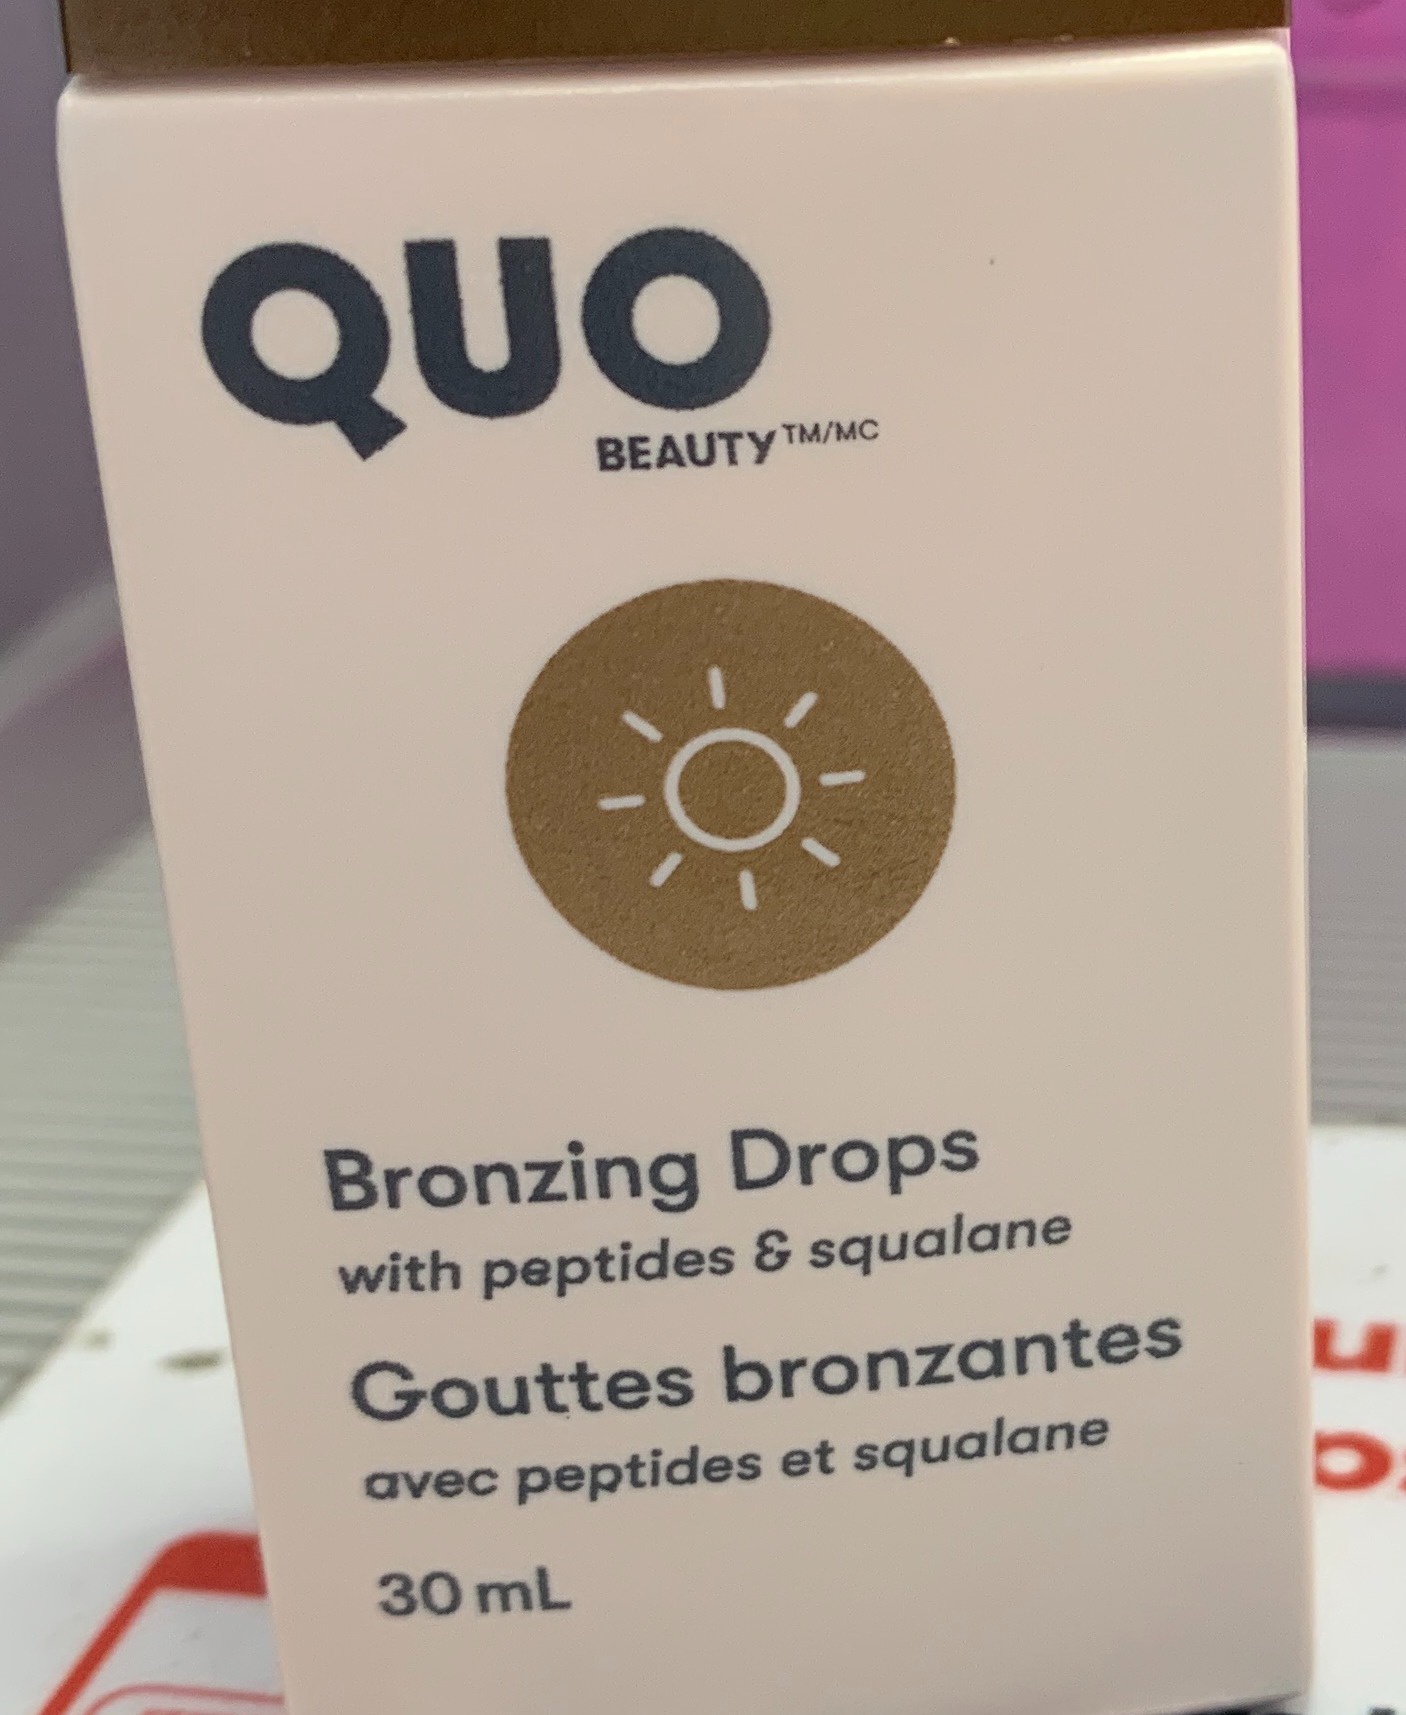 QUO
BEAUTY™/MC
Bronzing Drops
with peptides & squalane
Gouttes bronzantes
avec peptides et squalane
30 mL